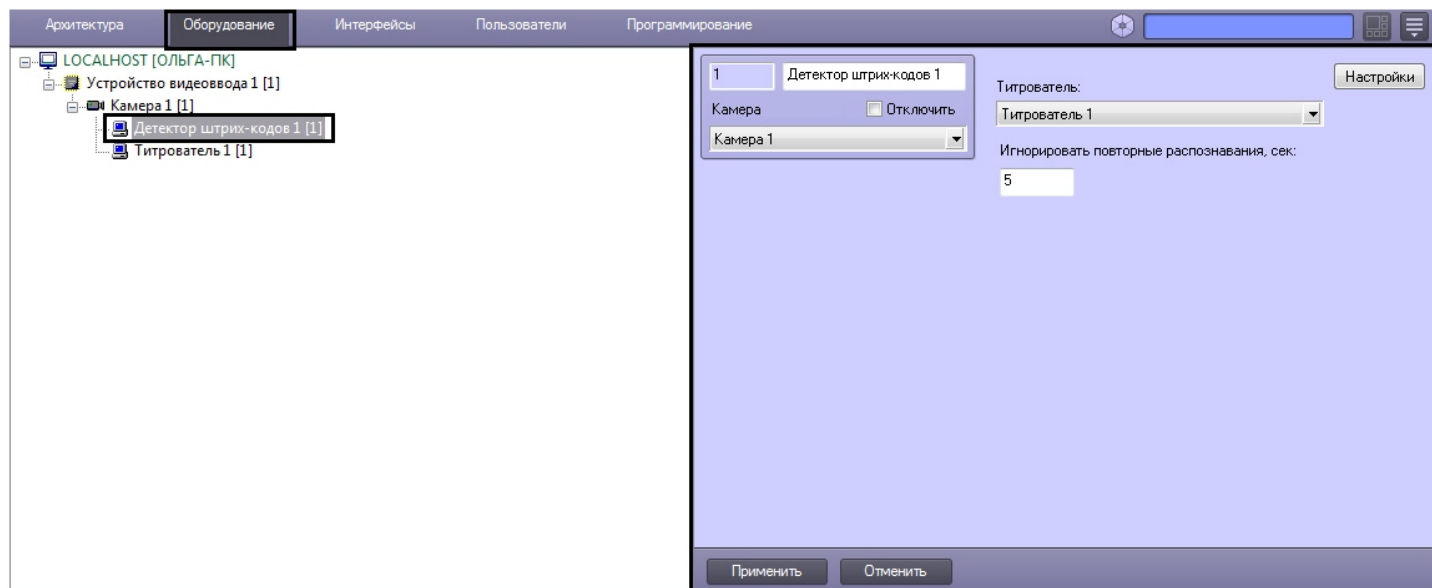 Архитектура Оборудование Интерфейсы Пользователи Программирование
LOCALHOST [ОЛЬГА-ПК]
Устройство видеоввода 1 [1]
Камера 1 [1]
Детектор штрих-кодов 1 [1]
Титрователь 1 [1]
1 Детектор штрих-кодов 1
Камера Отключить
Камера 1
Титрователь:
Настройки
Титрователь 1
Игнорировать повторные распознавания, сек:
5
Применить Отменить